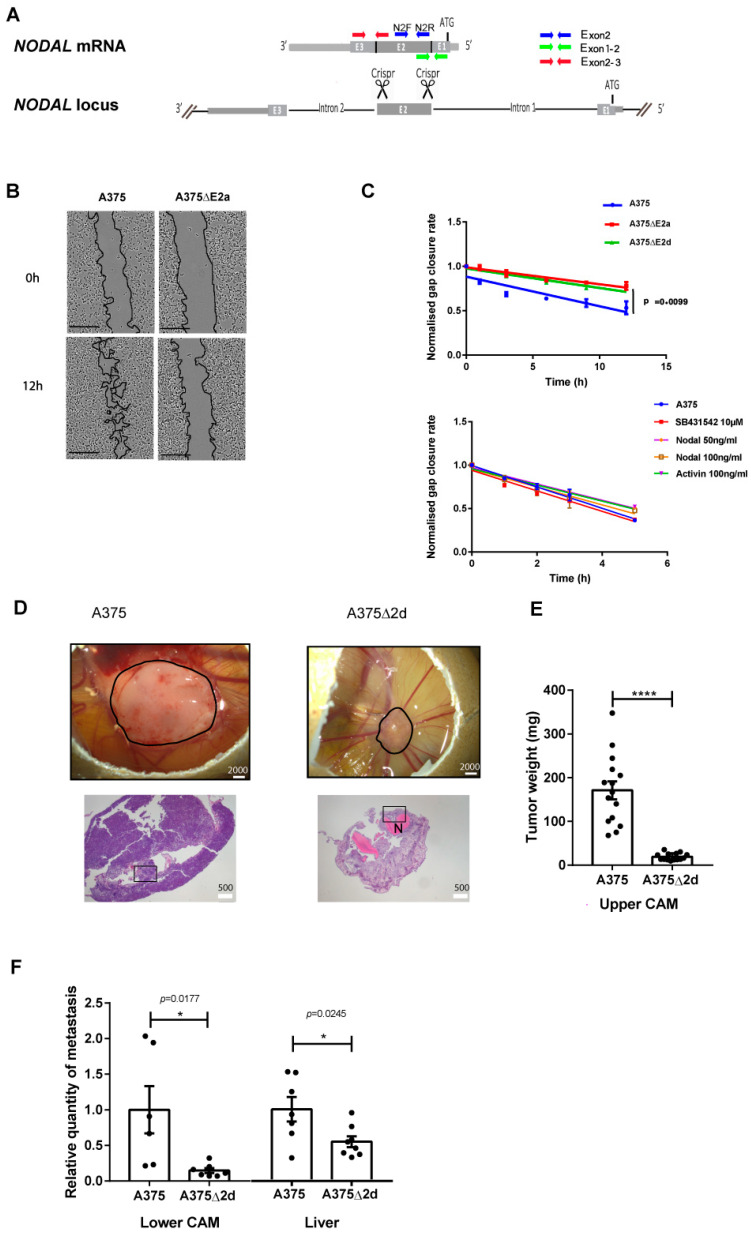 A
NODAL mRNA
3'
E3
E2
E1
N2F
N2R
ATG
5'
Exon2
Exon1-2
Exon2-3
NODAL locus
3'
E3
Intron 2
Crispr
E2
Crispr
Intron 1
ATG
E1
5'
B
A375
A375ΔE2a
0h
12h
C
Normalised gap closure rate
1.5
1.0
0.5
0.0
0
5
10
15
Time (h)
A375
A375ΔE2a
A375ΔE2d
P =0.0099
Normalised gap closure rate
1.5
1.0
0.5
0.0
0
2
4
6
Time (h)
A375
SB431542 10μM
Nodal 50ng/ml
Nodal 100ng/ml
Activin 100ng/ml
D
A375
A375Δ2d
2000
2000
500
N
500
E
Tumor weight (mg)
400
300
200
100
0
****
A375
A375Δ2d
Upper CAM
F
Relative quantity of metastasis
2.5
2.0
1.5
1.0
0.5
0.0
p=0.0177
*
p=0.0245
*
A375
A375Δ2d
A375
A375Δ2d
Lower CAM
Liver